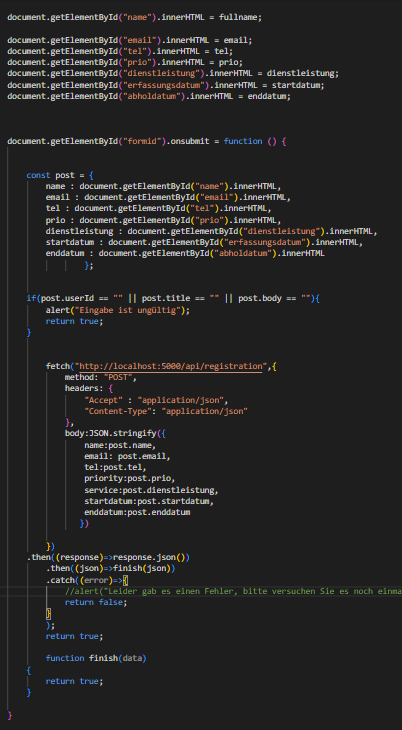 document.getElementById("name").innerHTML = fullname;
document.getElementById("email").innerHTML = email;
document.getElementById("tel").innerHTML = tel;
document.getElementById("prio").innerHTML = prio;
document.getElementById("dienstleistung").innerHTML = dienstleistung;
document.getElementById("erfassungsdatum").innerHTML = startdatum;
document.getElementById("abholdatum").innerHTML = enddatum;
document.getElementById("formid").onsubmit = function () {
const post = {
name : document.getElementById("name").innerHTML,
email : document.getElementById("email").innerHTML,
tel : document.getElementById("tel").innerHTML,
prio : document.getElementById("prio").innerHTML,
dienstleistung : document.getElementById("dienstleistung").innerHTML,
startdatum : document.getElementById("erfassungsdatum").innerHTML,
enddatum : document.getElementById("abholdatum").innerHTML
};
if(post.userId == "" || post.title == "" || post.body == ""){
alert("Eingabe ist ungültig");
return true;
}
fetch("http://localhost:5000/api/registration",{
method: "POST",
headers: {
"Accept" : "application/json",
"Content-Type": "application/json"
},
body:JSON.stringify({
name:post.name,
email: post.email,
tel:post.tel,
priority:post.prio,
service:post.dienstleistung,
startdatum:post.startdatum,
enddatum:post.enddatum
})
})
.then((response)=>response.json())
.then((json)=>finish(json))
.catch((error)=>{
//alert("Leider gab es einen Fehler, bitte versuchen Sie es noch einma
return false;
}
);
return true;
function finish(data)
{
return true;
}
}